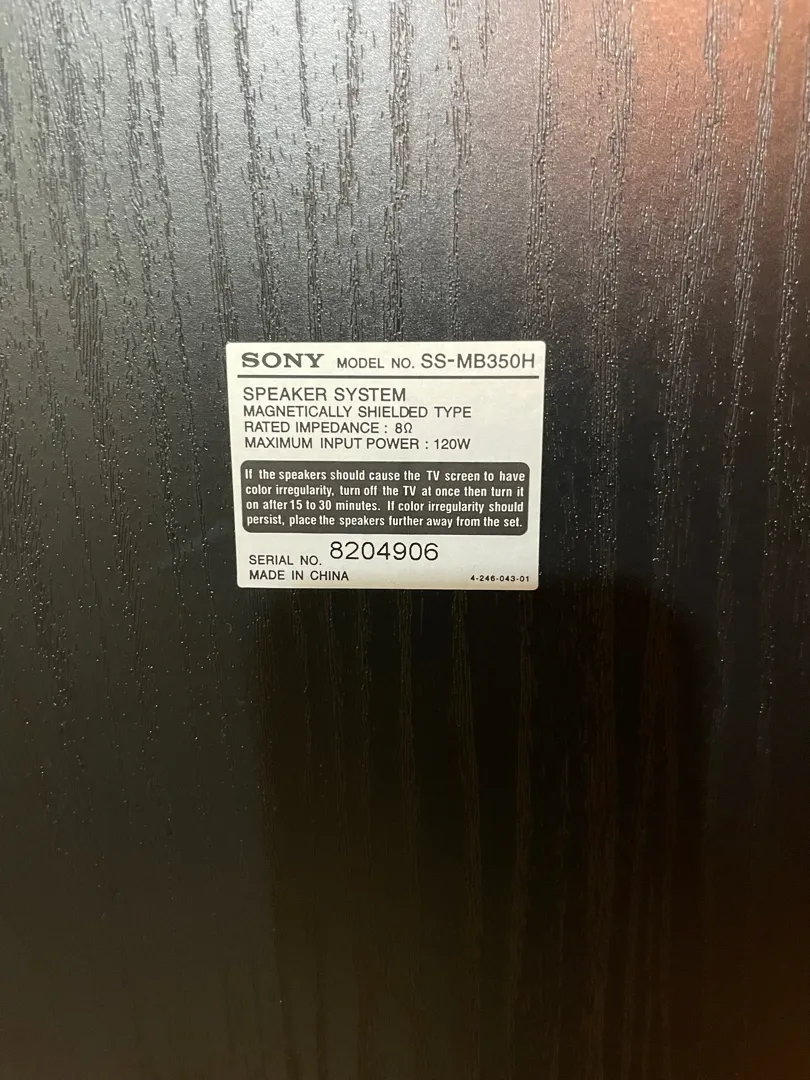 SONY MODEL NO. SS-MB350H
SPEAKER SYSTEM
MAGNETICALLY SHIELDED TYPE
RATED IMPEDANCE : 8Ω
MAXIMUM INPUT POWER : 120W
If the speakers should cause the TV screen to have
color irregularity, turn off the TV at once then turn it
on after 15 to 30 minutes. If color irregularity should
persist, place the speakers further away from the set.
SERIAL NO. 8204906
MADE IN CHINA 4-246-043-01